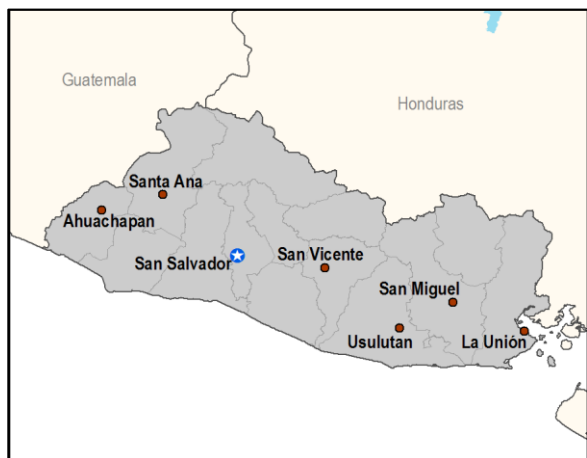 Guatemala
Honduras
Santa Ana
Ahuachapan
San Salvador
San Vicente
San Miguel
Usulutan
La Unión